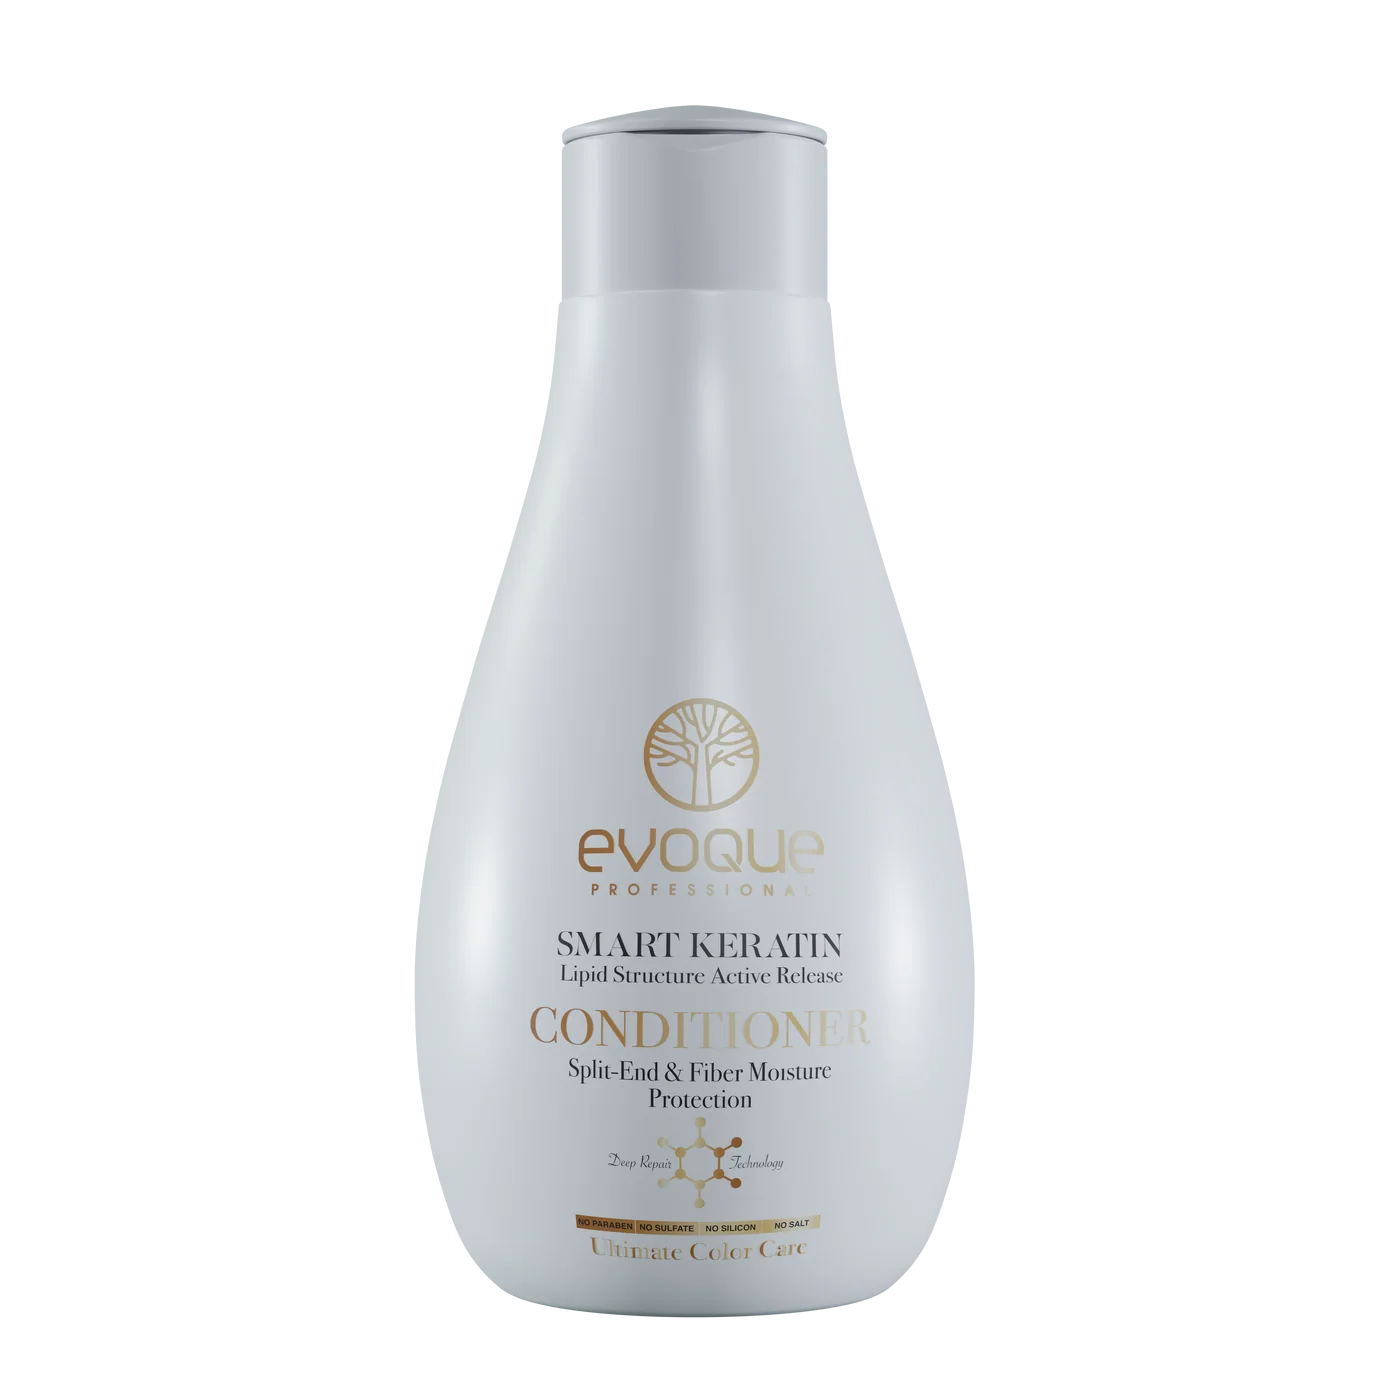 evoque
PROFESSIONAL
SMART KERATIN
Lipid Structure Active Release
CONDITIONER
Split-End & Fiber Moisture
Protection
Deep Repair Technology
NO PARABEN NO SULFATE NO SILICON NO SALT
Ultimate Color Care